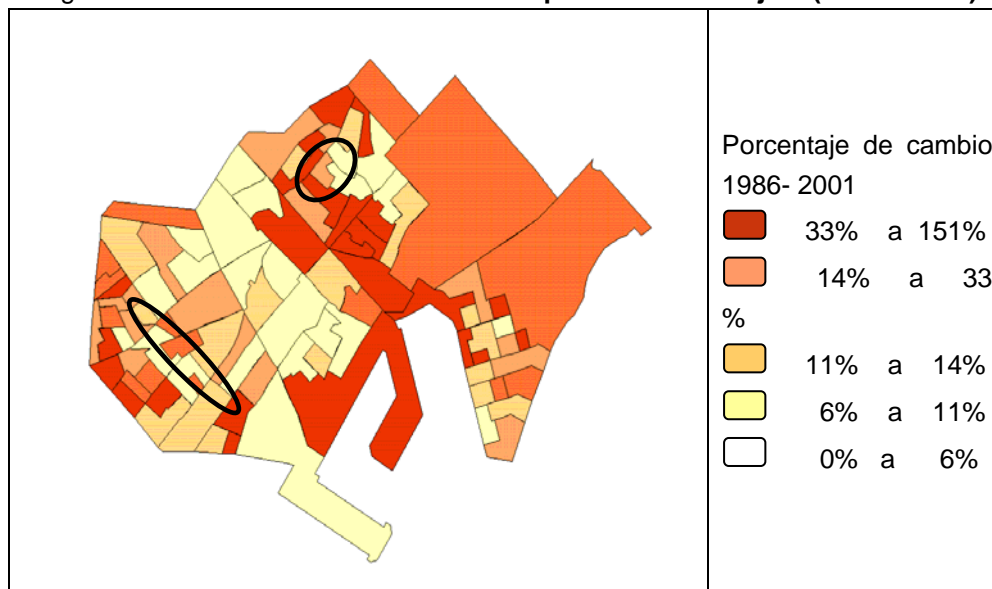 Porcentaje de cambio
1986- 2001
33% a 151%
14% a 33
%
11% a 14%
6% a 11%
0% a 6%